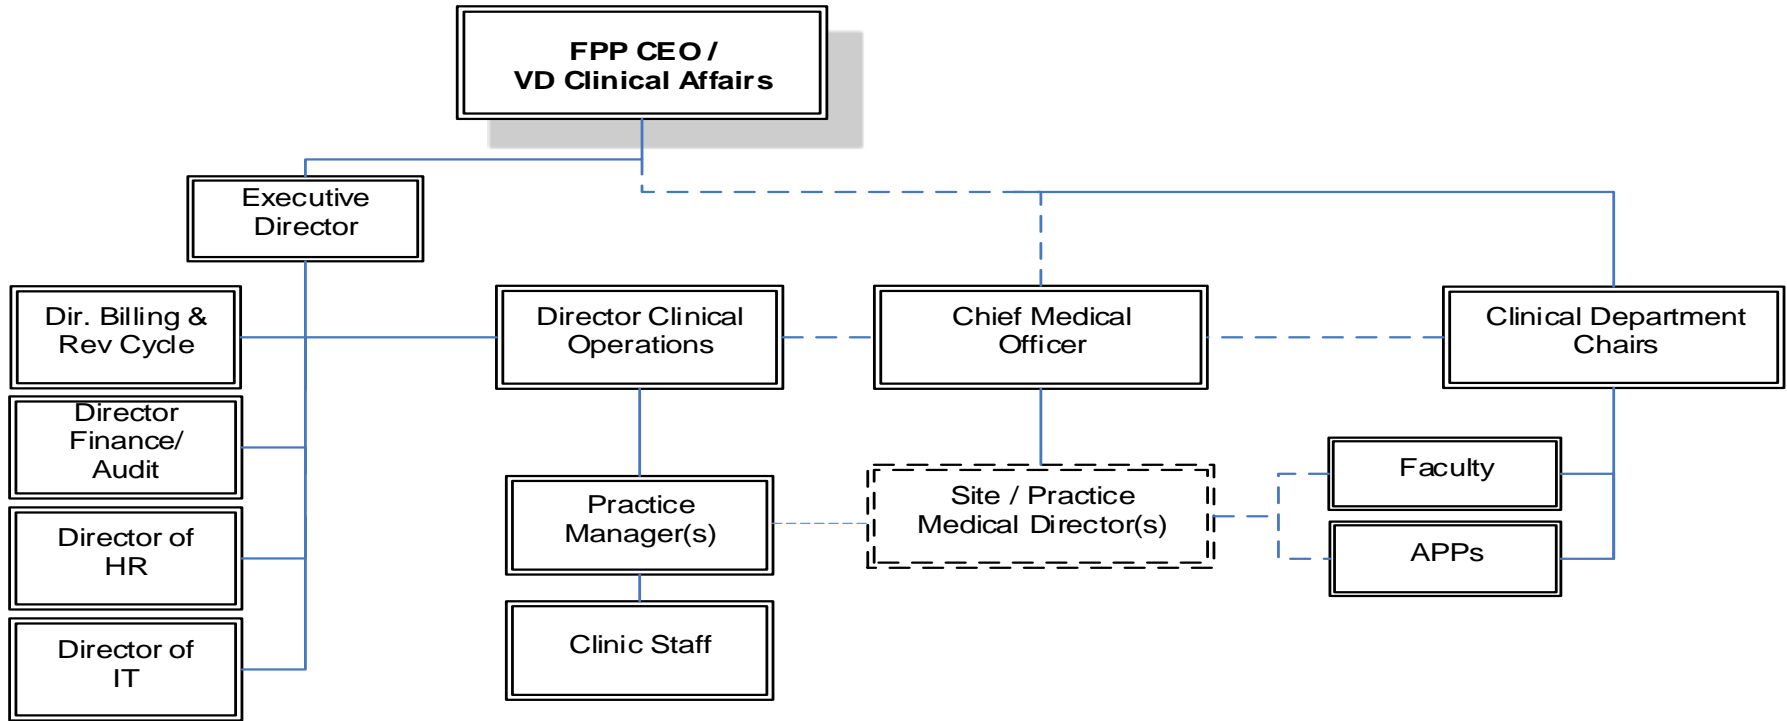 FPP CEO /
VD Clinical Affairs
Executive
Director
Dir. Billing &
Rev Cycle
Director Clinical
Operations
Chief Medical
Officer
Clinical Department
Chairs
Director
Finance/
Audit
Practice
Manager(s)
Site / Practice
Medical Director(s)
Faculty
APPs
Director of
HR
Clinic Staff
Director of
IT